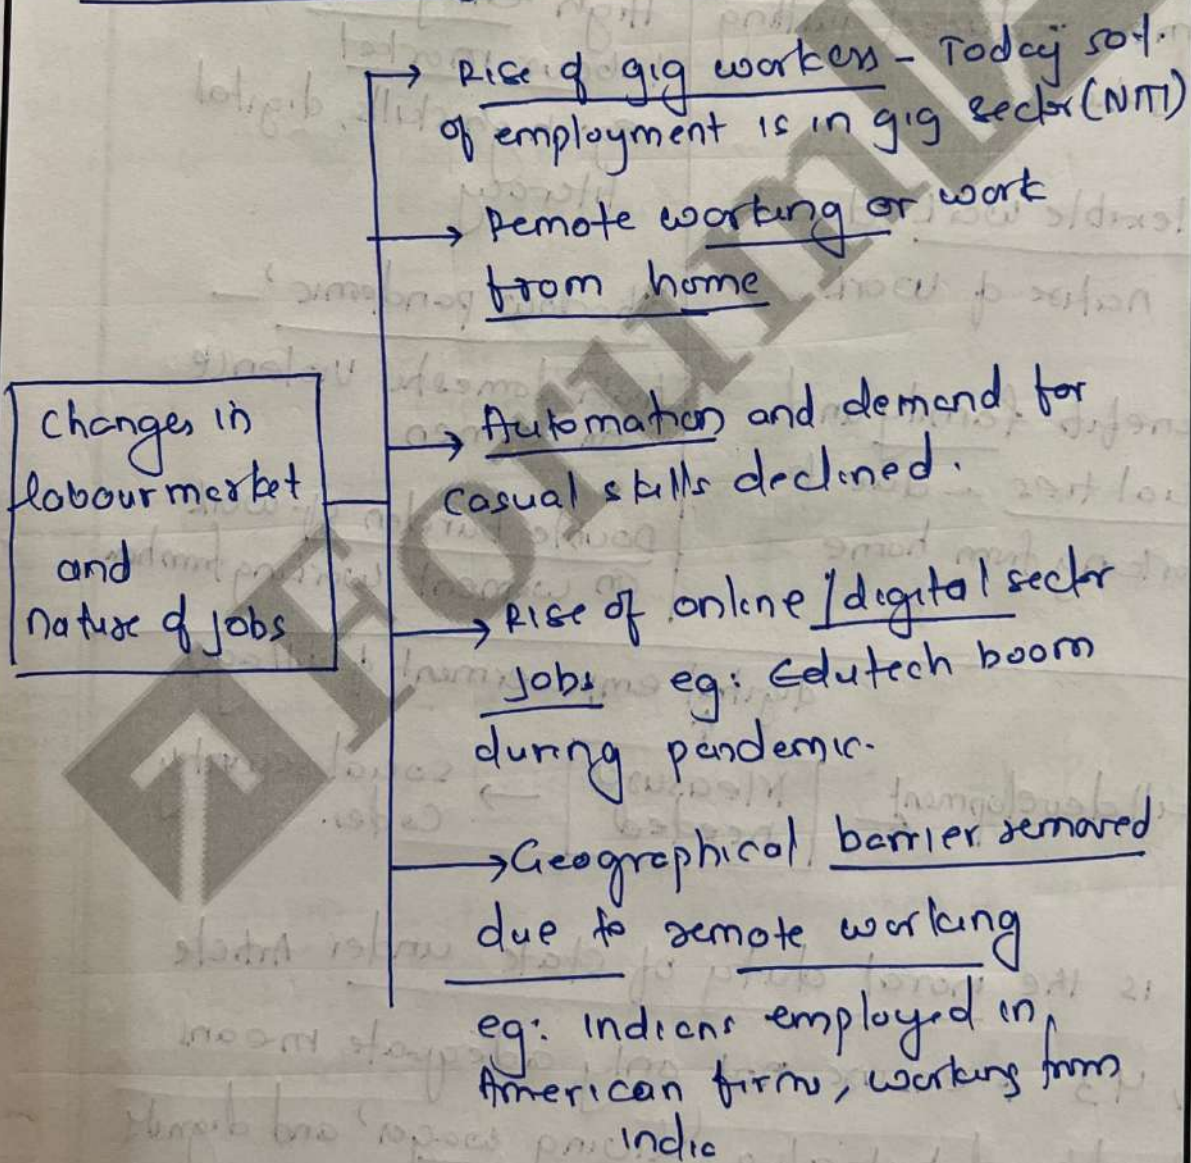 Changes in
labour market
and
nature of jobs
→ Rise of gig workers - Today 50%
of employment is in gig sector (NITI)
→ Remote working or work
from home
→ Automation and demand for
casual skills declined.
→ Rise of online/digital sector
jobs eg: Edutech boom
during pandemic.
→ Geographical barrier removed
due to remote working
eg: Indians employed in
American firms, working from
India
ForumI